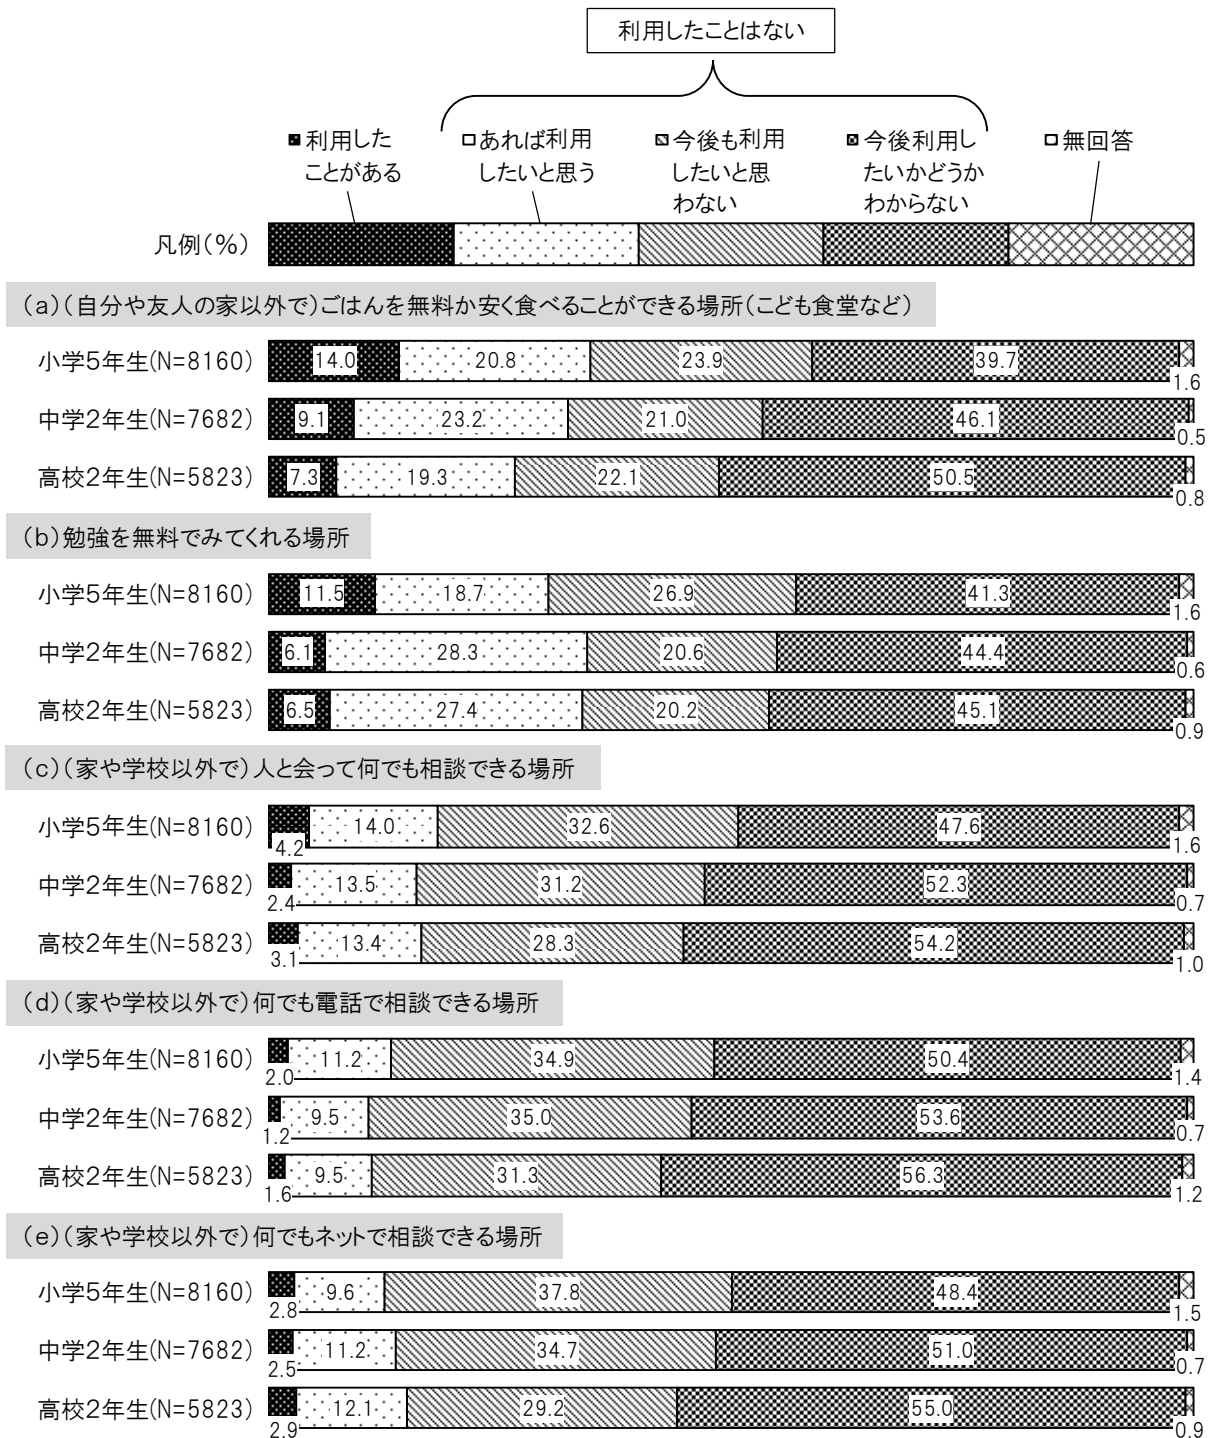 利用したことはない
利用した
ことがある
あれば利用
したいと思う
今後も利用
したいと思
わない
今後利用し
たいかどうか
わからない
無回答
凡例(%)
(a)(自分や友人の家以外で)ごはんを無料か安く食べることができる場所(こども食堂など)
小学5年生(N=8160) 14.0 20.8 23.9 39.7 1.6
中学2年生(N=7682) 9.1 23.2 21.0 46.1 0.5
高校2年生(N=5823) 7.3 19.3 22.1 50.5 0.8
(b)勉強を無料でみてくれる場所
小学5年生(N=8160) 11.5 18.7 26.9 41.3 1.6
中学2年生(N=7682) 6.1 28.3 20.6 44.4 0.6
高校2年生(N=5823) 6.5 27.4 20.2 45.1 0.9
(c)(家や学校以外で)人と会って何でも相談できる場所
小学5年生(N=8160) 4.2 14.0 32.6 47.6 1.6
中学2年生(N=7682) 2.4 13.5 31.2 52.3 0.7
高校2年生(N=5823) 3.1 13.4 28.3 54.2 1.0
(d)(家や学校以外で)何でも電話で相談できる場所
小学5年生(N=8160) 2.0 11.2 34.9 50.4 1.4
中学2年生(N=7682) 1.2 9.5 35.0 53.6 0.7
高校2年生(N=5823) 1.6 9.5 31.3 56.3 1.2
(e)(家や学校以外で)何でもネットで相談できる場所
小学5年生(N=8160) 2.8 9.6 37.8 48.4 1.5
中学2年生(N=7682) 2.5 11.2 34.7 51.0 0.7
高校2年生(N=5823) 2.9 12.1 29.2 55.0 0.9